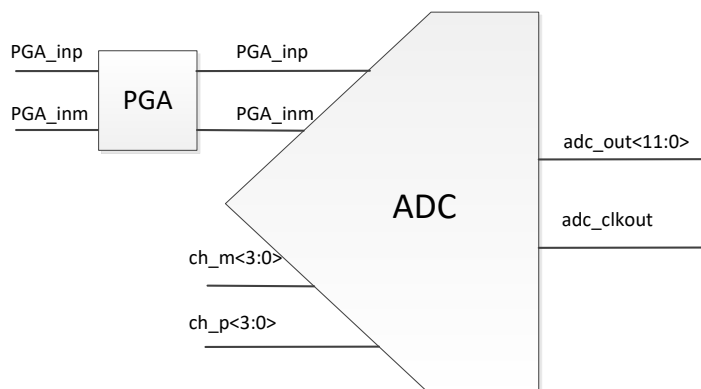 PGA_inp
PGA_inp
PGA
PGA_inm
PGA_inm
adc_out<11:0>
ADC
adc_clkout
ch_m<3:0>
ch_p<3:0>